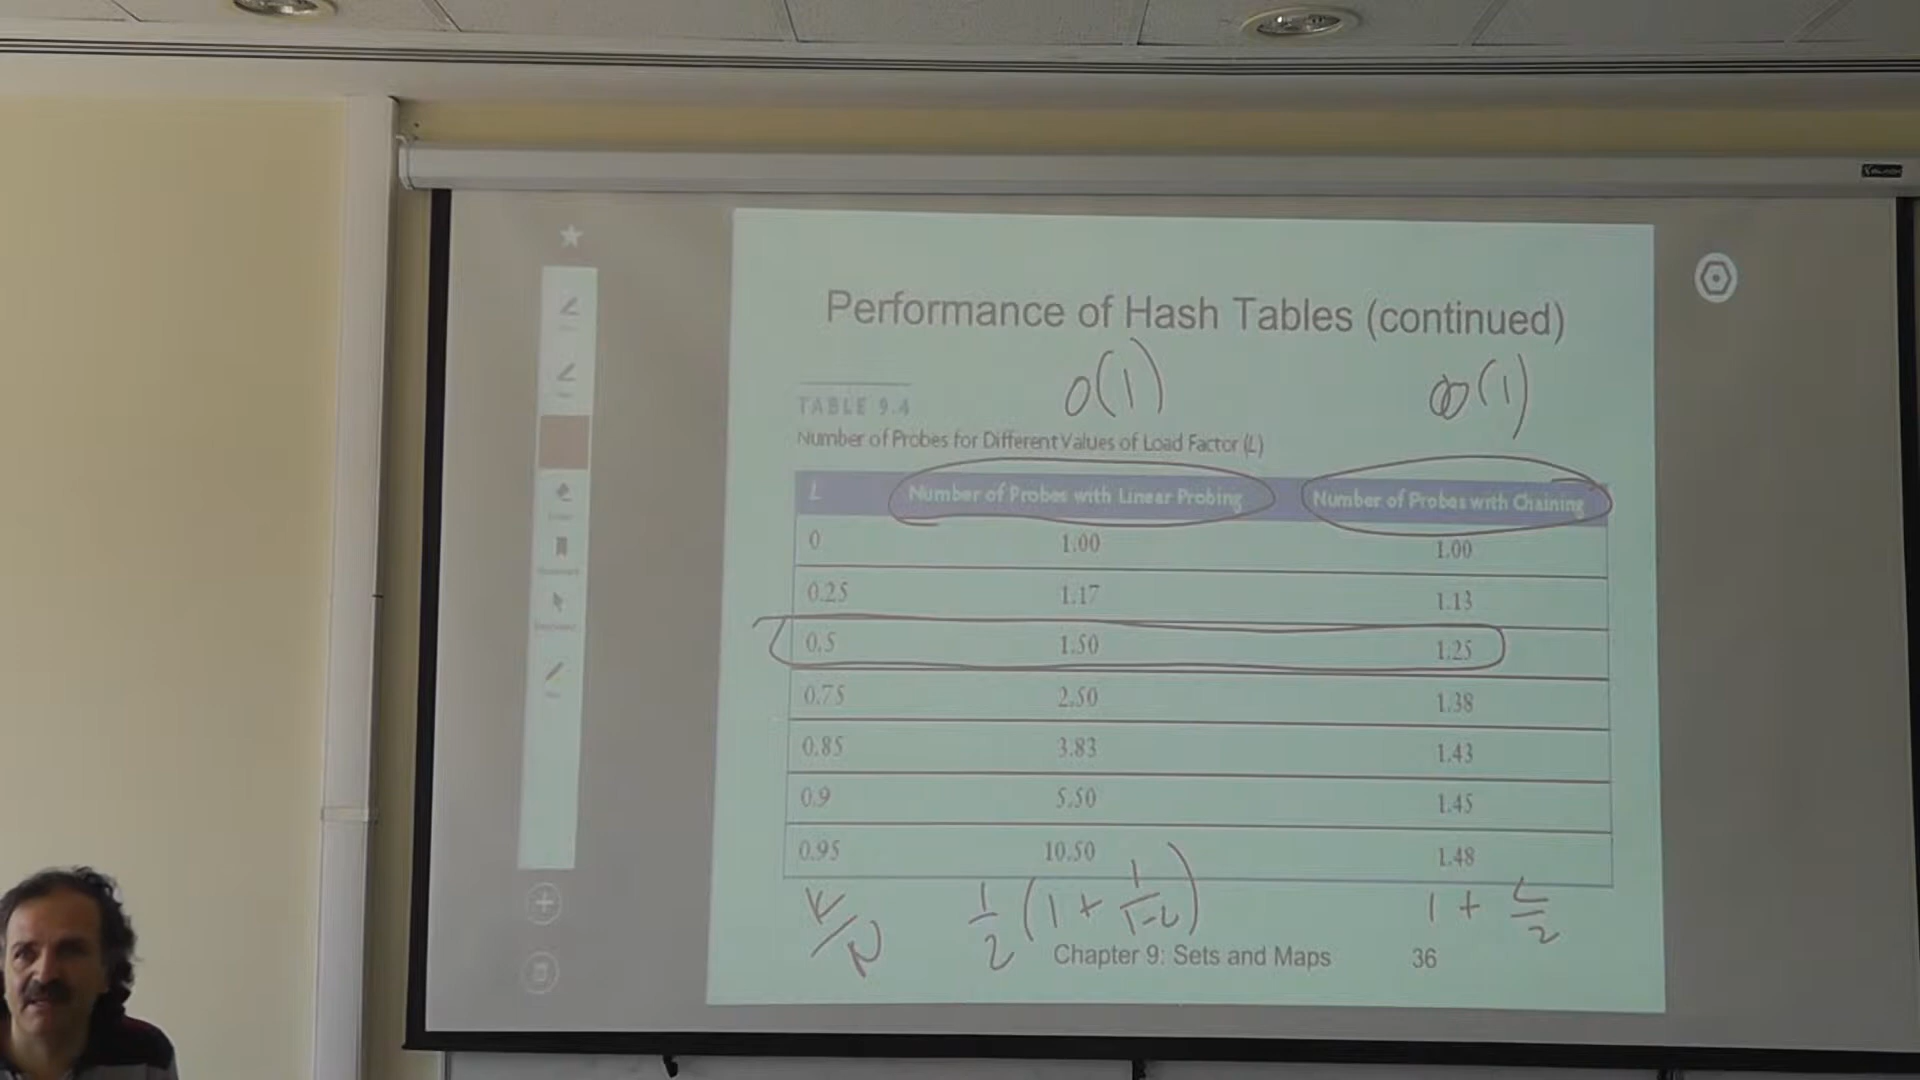 Performance of Hash Tables (continued)
O(1) O(1)
TABLE 9.4
Number of Probes for Different Values of Load Factor (L)
L Number of Probes with Linear Probing Number of Probes with Chaining
0 1.00 1.00
0.25 1.17 1.13
0.5 1.50 1.25
0.75 2.50 1.38
0.85 3.83 1.43
0.9 5.50 1.45
0.95 10.50 1.48
K/N 1/2 (1 + 1/1-L) 1 + L/2
Chapter 9: Sets and Maps 36